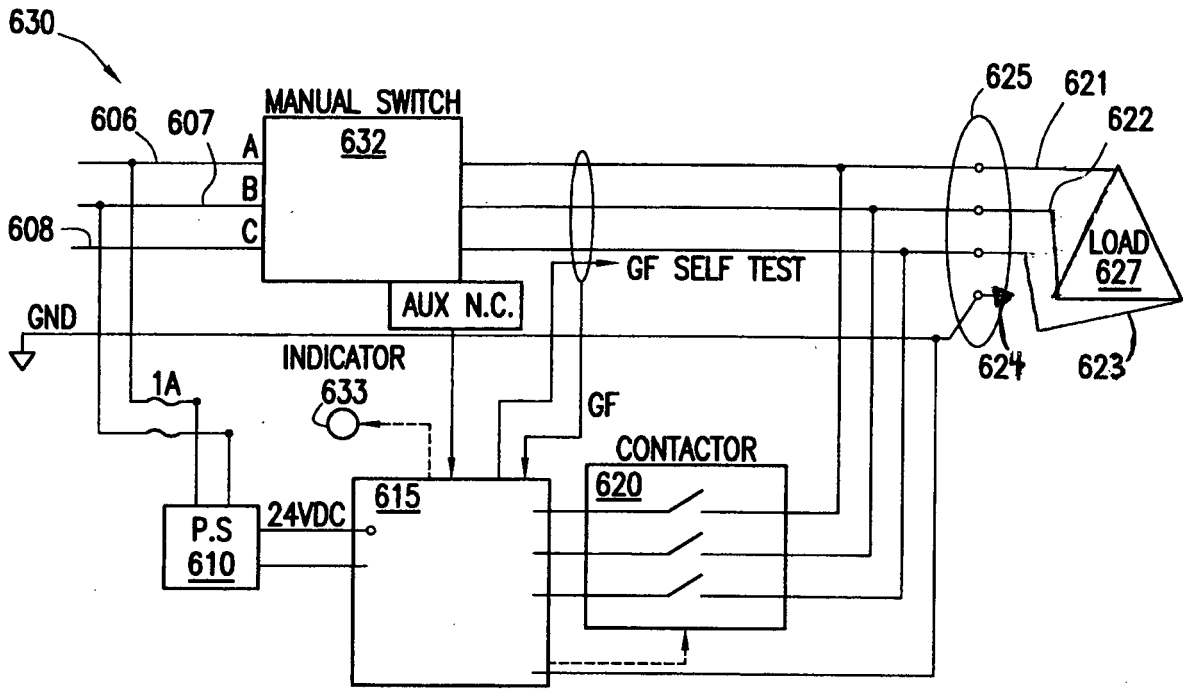 630
MANUAL SWITCH
632
606
607
608
A
B
C
AUX N.C.
GND
625
621
622
LOAD
627
624
623
GF SELF TEST
INDICATOR
633
1A
GF
CONTACTOR
620
615
24VDC
P.S
610